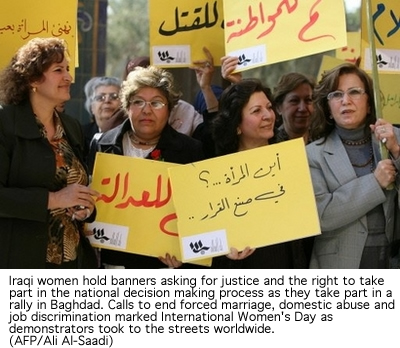 نهنئ المرأة
للقتل
للمواطنة
للعدالة
أين المرأة ...؟
في صنع القرار ..
Iraqi women hold banners asking for justice and the right to take
part in the national decision making process as they take part in a
rally in Baghdad. Calls to end forced marriage, domestic abuse and
job discrimination marked International Women's Day as
demonstrators took to the streets worldwide.
(AFP/Ali Al-Saadi)